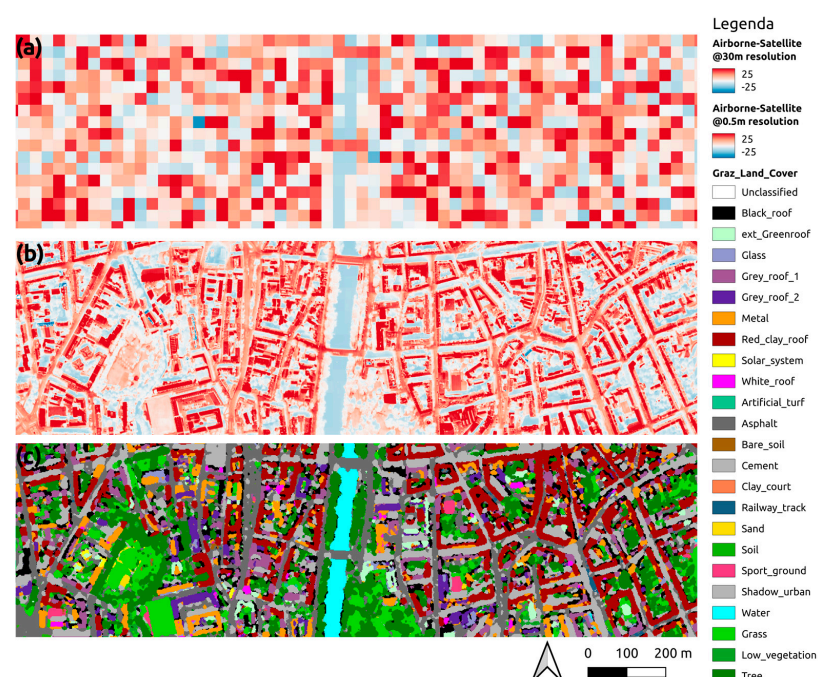 (a)
(b)
(c)
Legenda
Airborne-Satellite
@30m resolution
25
-25
Airborne-Satellite
@0.5m resolution
25
-25
Graz_Land_Cover
Unclassified
Black_roof
ext_Greenroof
Glass
Grey_roof_1
Grey_roof_2
Metal
Red_clay_roof
Solar_system
White_roof
Artificial_turf
Asphalt
Bare_soil
Cement
Clay_court
Railway_track
Sand
Soil
Sport_ground
Shadow_urban
Water
Grass
Low_vegetation
Tree
0 100 200 m